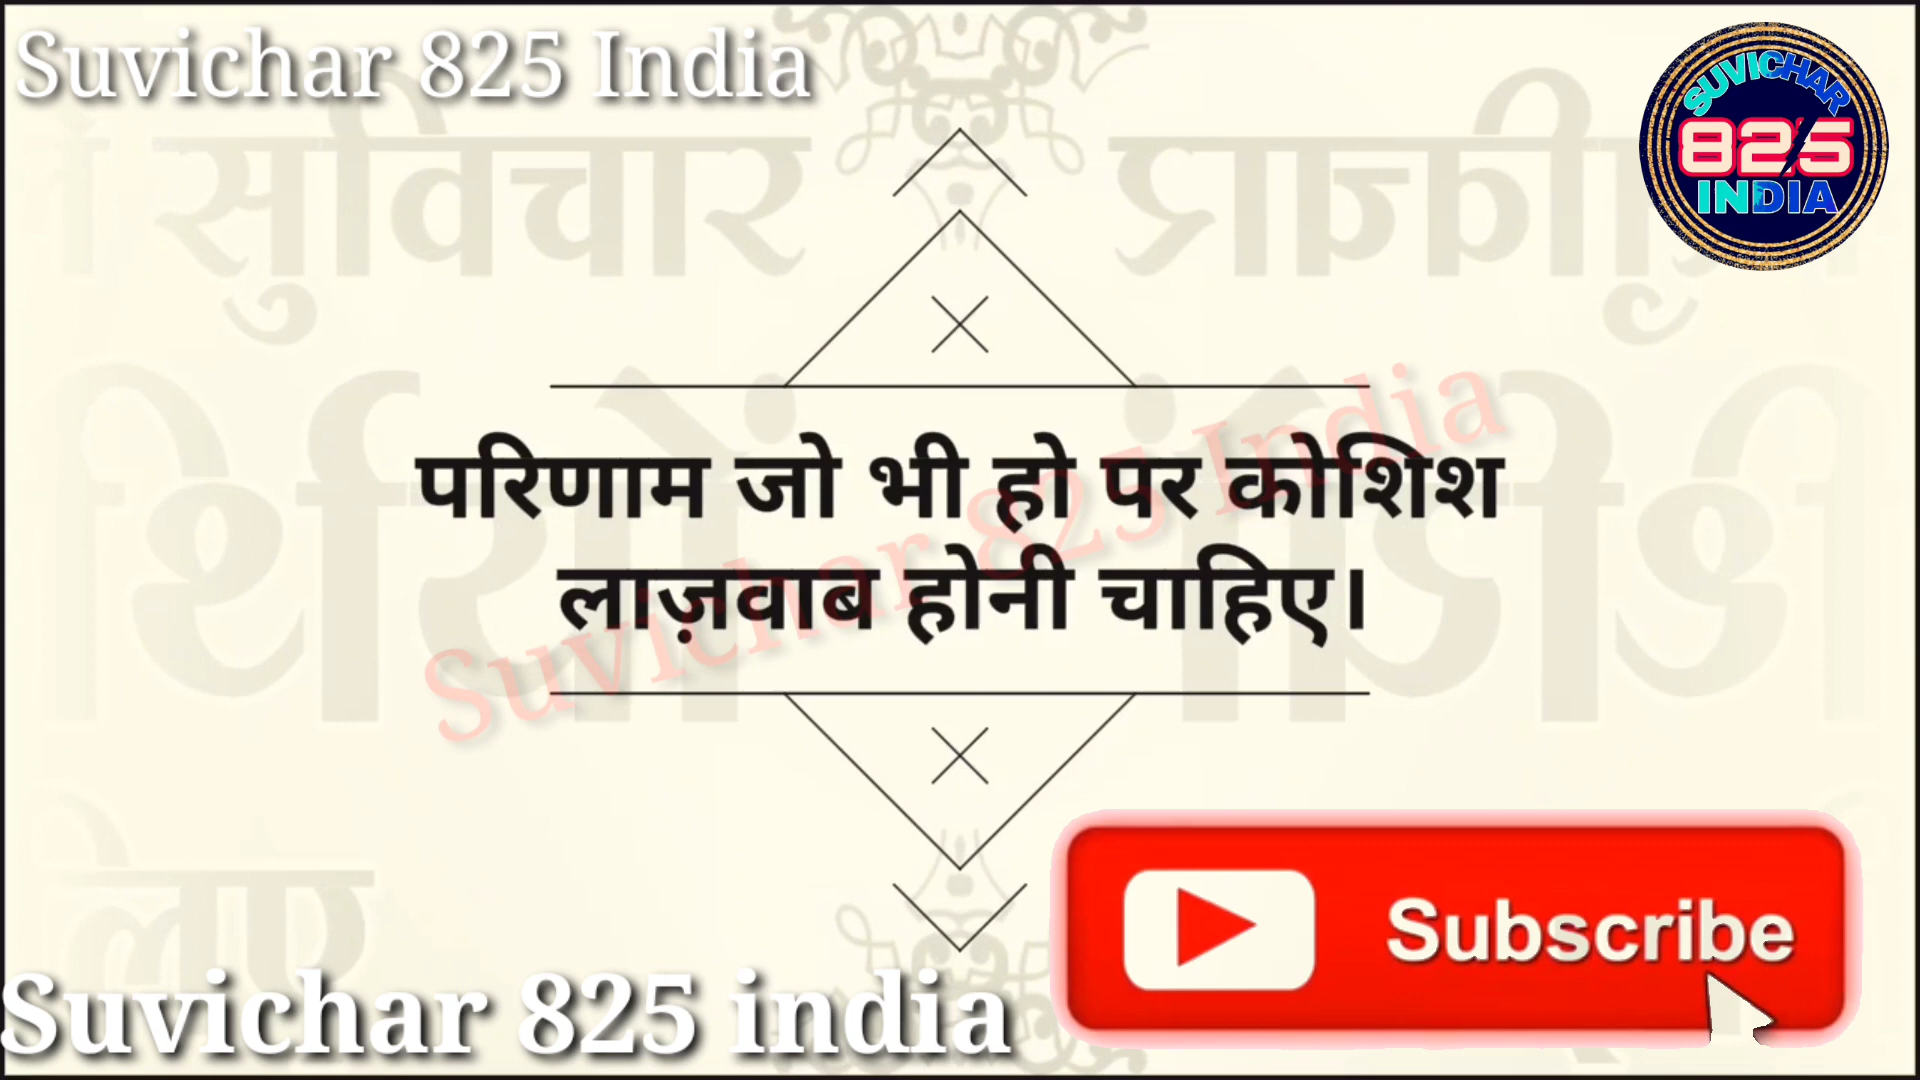 Suvichar 825 India
SUVICHAR
825
INDIA
सुविचार
परिणाम जो भी हो पर कोशिश
लाज़वाब होनी चाहिए।
Suvichar 825 India
Subscribe
Suvichar 825 india